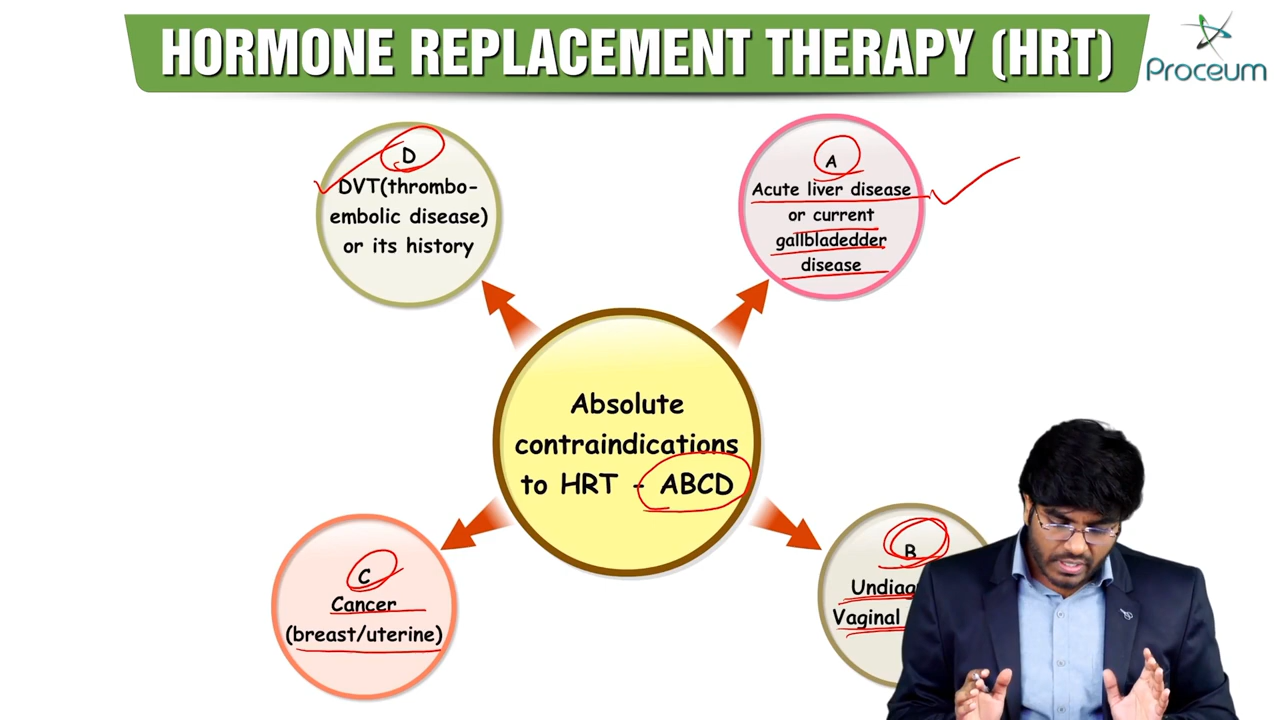 HORMONE REPLACEMENT THERAPY (HRT)
Proceum
D
DVT(thrombo-
embolic disease)
or its history
A
Acute liver disease
or current
gallbladedder
disease
Absolute
contraindications
to HRT - ABCD
C
Cancer
(breast/uterine)
B
Vaginal